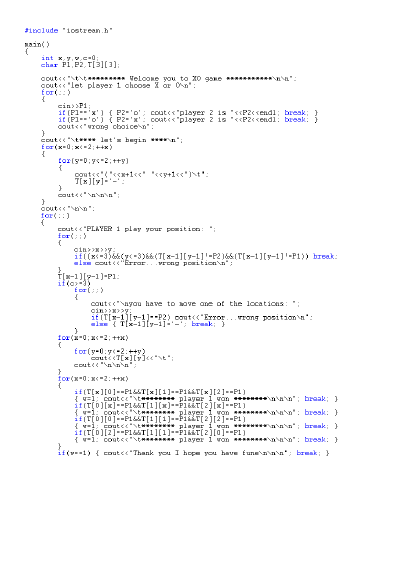 #include "iostream.h"
main()
{
int x,y,w,c=0;
char P1,P2,T[3][3];
cout<<"\t\t********* Welcome you to XO game ***********\n\n";
cout<<"let player 1 choose X or O\n";
for(;;)
{
cin>>P1;
if(P1=='x') { P2='o'; cout<<"player 2 is "<<P2<<endl; break; }
if(P1=='o') { P2='x'; cout<<"player 2 is "<<P2<<endl; break; }
cout<<"wrong choice\n";
}
cout<<"\t**** let's begin ****\n";
for(x=0;x<=2;++x)
{
for(y=0;y<=2;++y)
{
cout<<"("<<x+1<<" "<<y+1<<")\t";
T[x][y]='-';
}
cout<<"\n\n\n";
}
cout<<"\n\n";
for(;;)
{
cout<<"PLAYER 1 play your position: ";
for(;;)
{
cin>>x>>y;
if((x<=3)&&(y<=3)&&(T[x-1][y-1]!=P2)&&(T[x-1][y-1]!=P1)) break;
else cout<<"Error...wrong position\n";
}
T[x-1][y-1]=P1;
if(c>=3)
for(;;)
{
cout<<"\nyou have to move one of the locations: ";
cin>>x>>y;
if(T[x-1][y-1]==P2) cout<<"Error...wrong position\n";
else { T[x-1][y-1]='-'; break; }
}
for(x=0;x<=2;++x)
{
for(y=0;y<=2;++y)
cout<<T[x][y]<<"\t";
cout<<"\n\n\n";
}
for(x=0;x<=2;++x)
{
if(T[x][0]==P1&&T[x][1]==P1&&T[x][2]==P1)
{ w=1; cout<<"\t******** player 1 won ********\n\n\n"; break; }
if(T[0][x]==P1&&T[1][x]==P1&&T[2][x]==P1)
{ w=1; cout<<"\t******** player 1 won ********\n\n\n"; break; }
if(T[0][0]==P1&&T[1][1]==P1&&T[2][2]==P1)
{ w=1; cout<<"\t******** player 1 won ********\n\n\n"; break; }
if(T[0][2]==P1&&T[1][1]==P1&&T[2][0]==P1)
{ w=1; cout<<"\t******** player 1 won ********\n\n\n"; break; }
}
if(w==1) { cout<<"Thank you I hope you have fune\n\n\n"; break; }